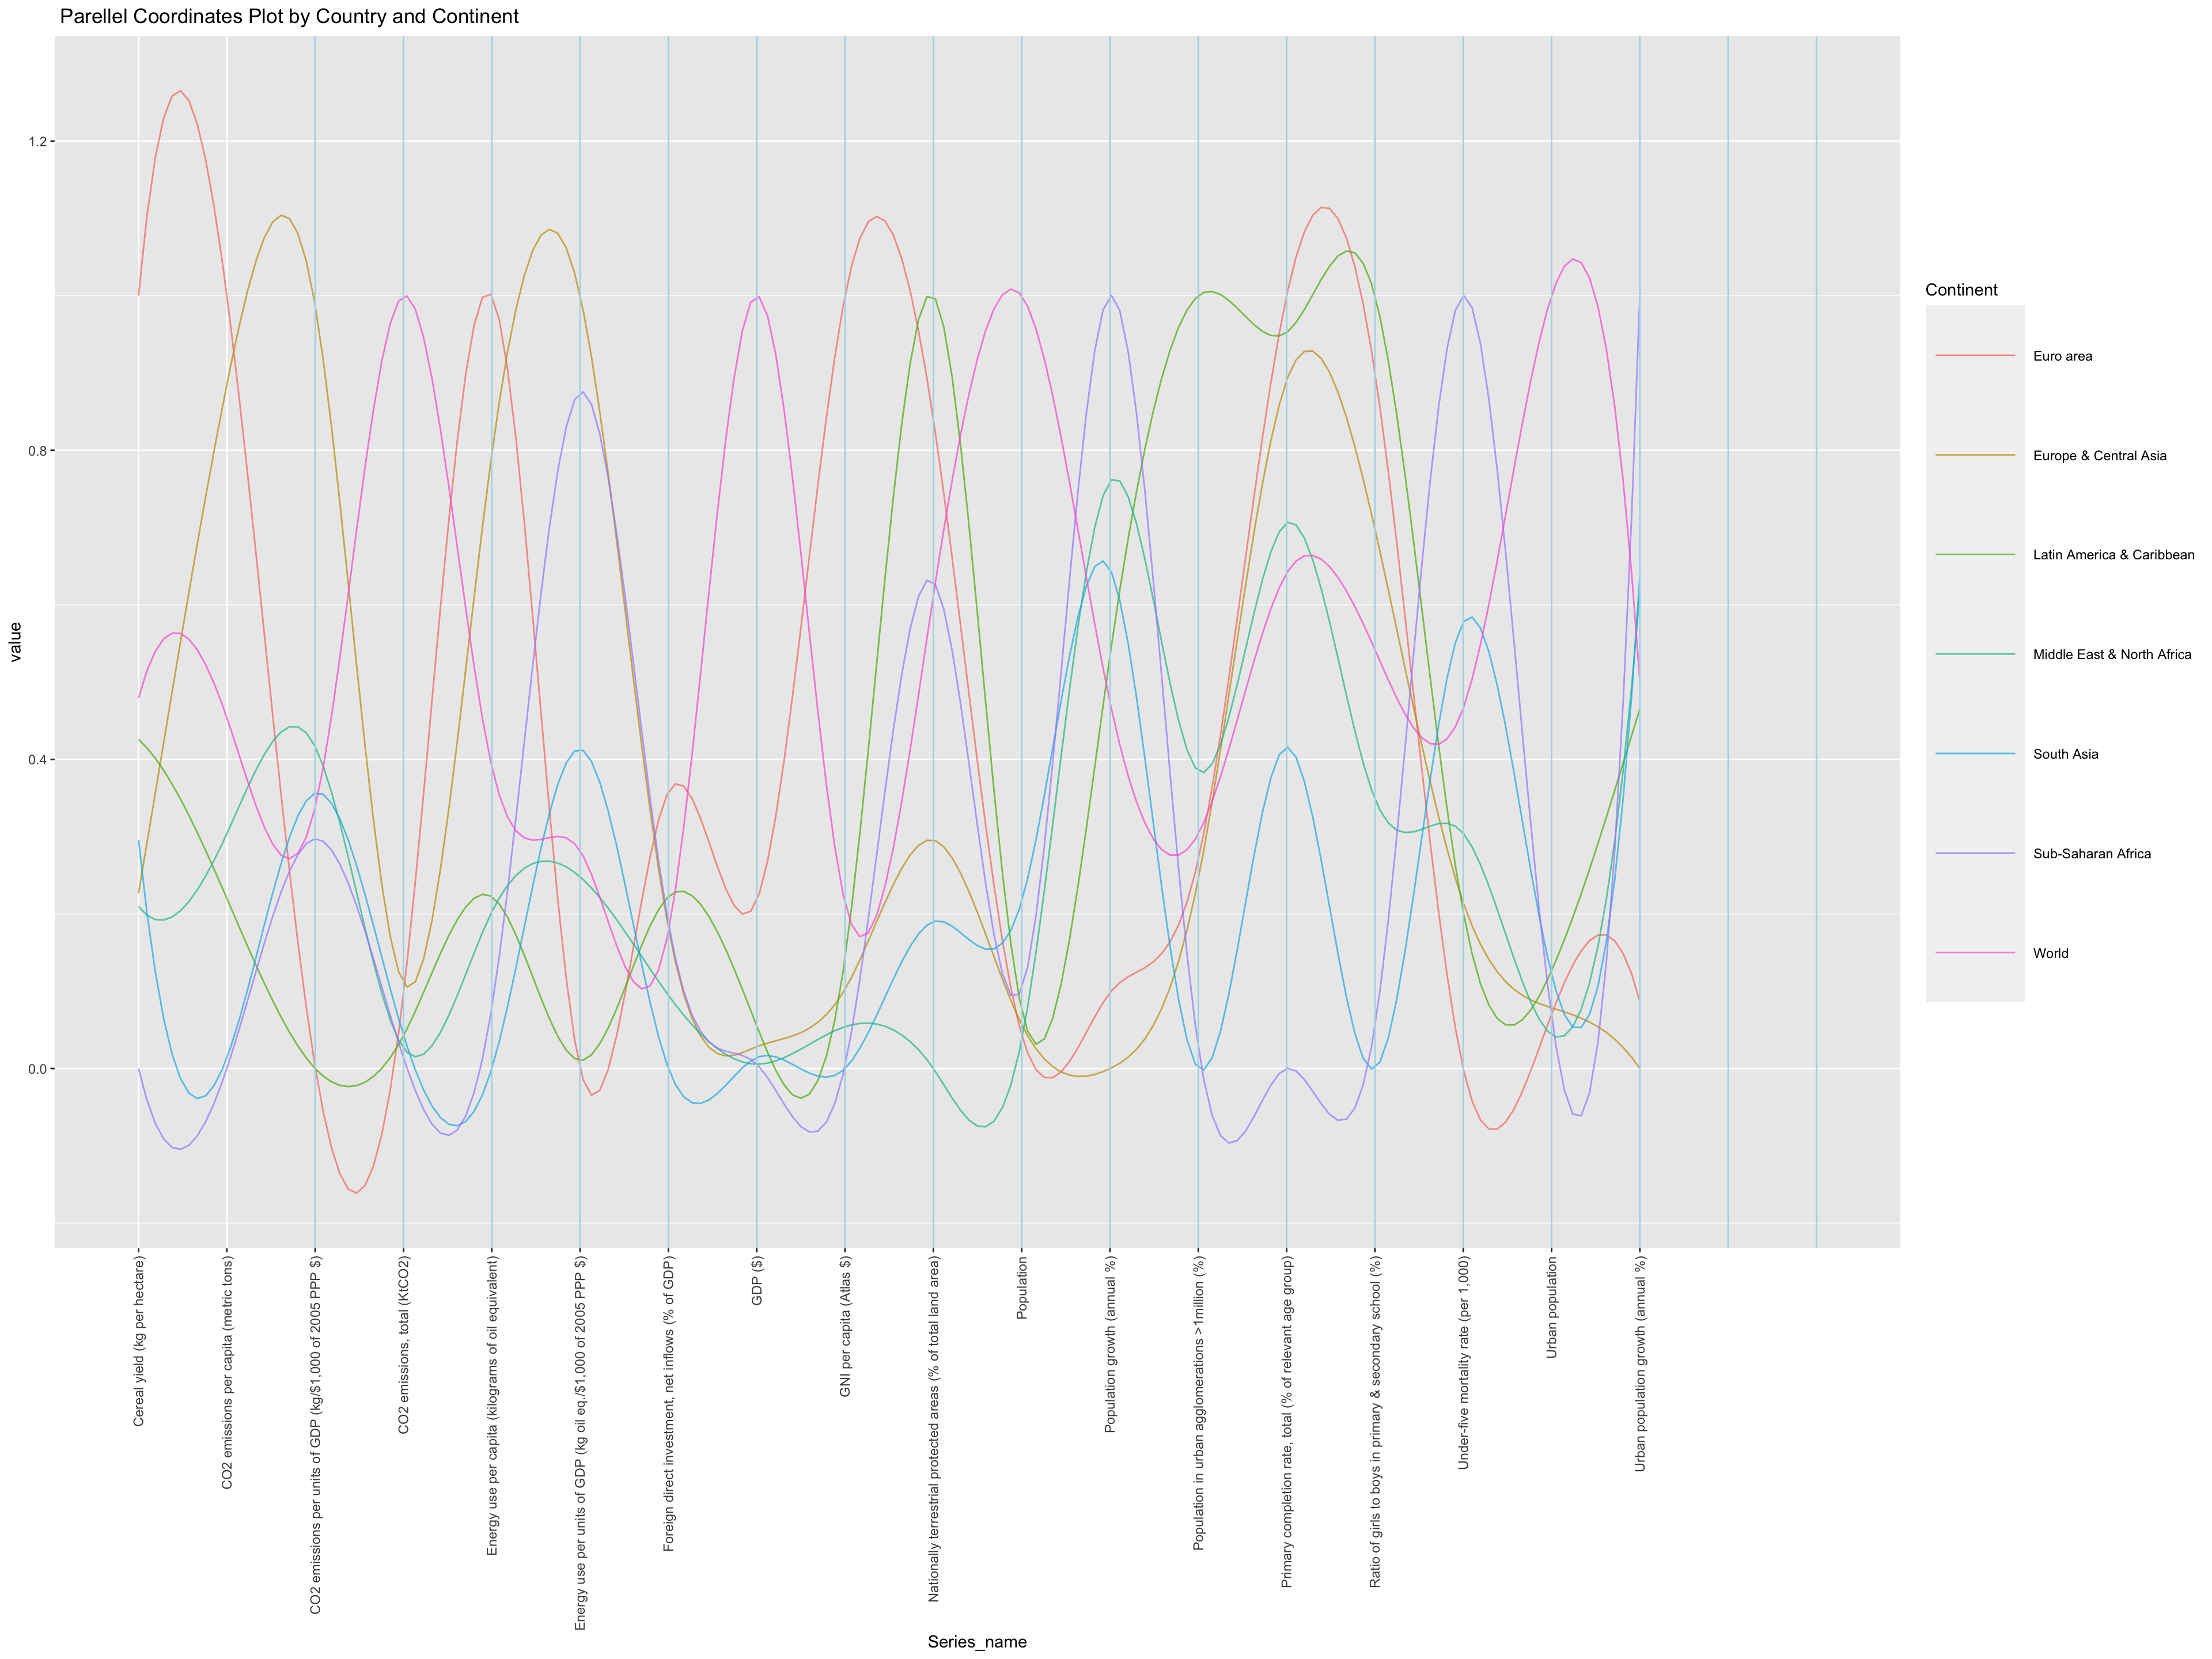 Parellel Coordinates Plot by Country and Continent
value
1.2
0.8
0.4
0.0
Cereal yield (kg per hectare)
CO2 emissions per capita (metric tons)
CO2 emissions per units of GDP (kg/$1,000 of 2005 PPP $)
CO2 emissions, total (KtCO2)
Energy use per capita (kilograms of oil equivalent)
Energy use per units of GDP (kg oil eq./$1,000 of 2005 PPP $)
Foreign direct investment, net inflows (% of GDP)
GDP ($)
GNI per capita (Atlas $)
Nationally terrestrial protected areas (% of total land area)
Population
Population growth (annual %)
Population in urban agglomerations >1million (%)
Primary completion rate, total (% of relevant age group)
Ratio of girls to boys in primary & secondary school (%)
Under-five mortality rate (per 1,000)
Urban population
Urban population growth (annual %)
Series_name
Continent
Euro area
Europe & Central Asia
Latin America & Caribbean
Middle East & North Africa
South Asia
Sub-Saharan Africa
World